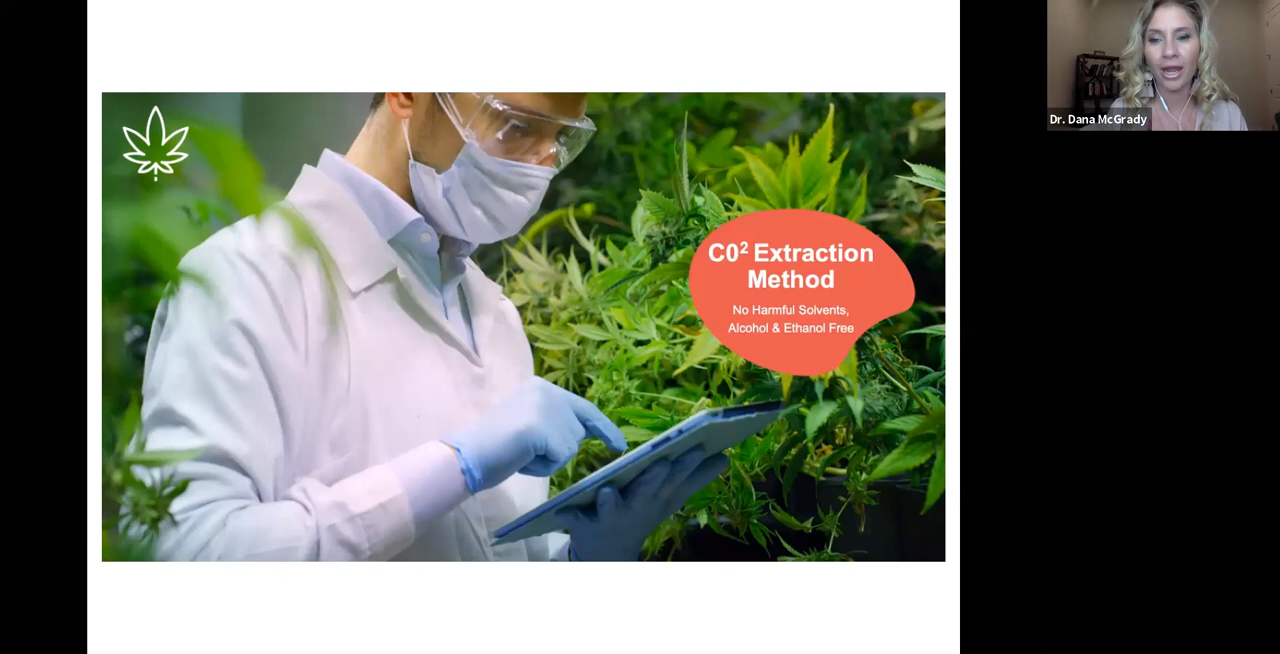 C0² Extraction
Method
No Harmful Solvents,
Alcohol & Ethanol Free
Dr. Dana McGrady